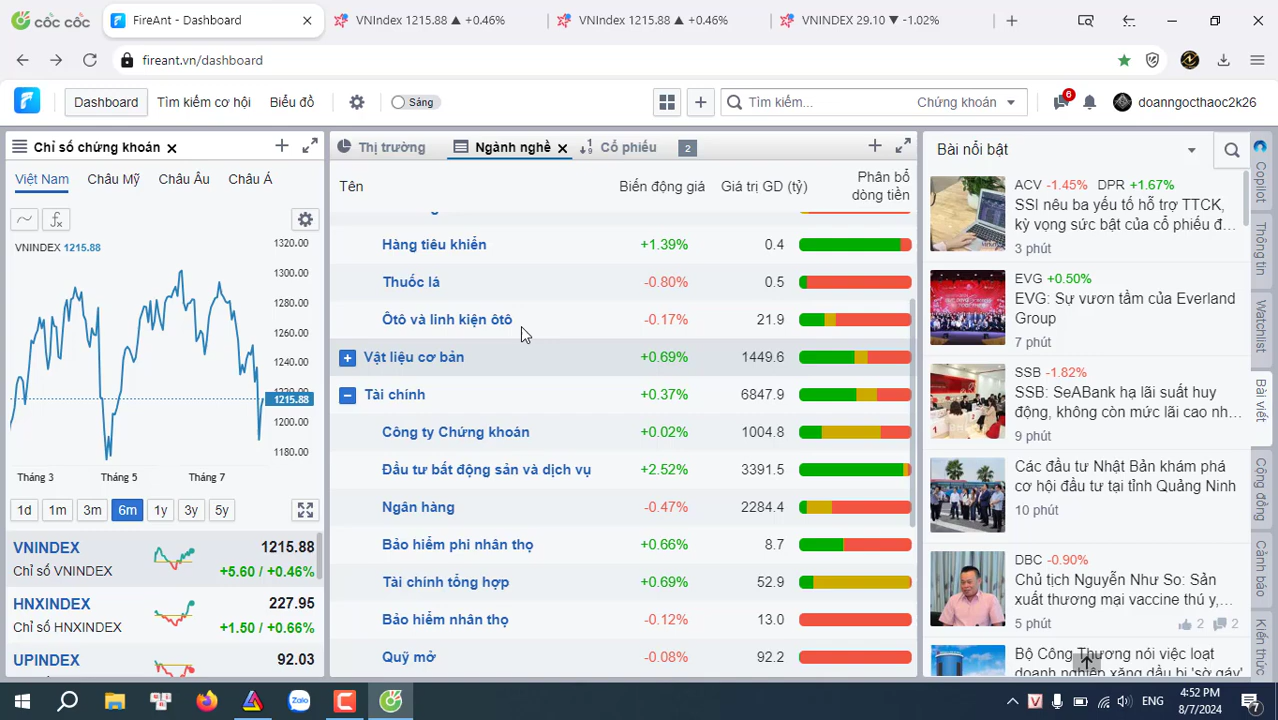 cốc cốc
FireAnt - Dashboard
VNIndex 1215.88 ▲ +0.46%
VNIndex 1215.88 ▲ +0.46%
VNINDEX 29.10 ▼ -1.02%
fireant.vn/dashboard
Dashboard
Tìm kiếm cơ hội
Biểu đồ
Sáng
Tìm kiếm...
Chứng khoán
6
doanngocthaoc2k26
Chỉ số chứng khoán
Việt Nam
Châu Mỹ
Châu Âu
Châu Á
VNINDEX 1215.88
1320.00
1300.00
1280.00
1260.00
1240.00
1215.88
1200.00
1180.00
Tháng 3
Tháng 5
Tháng 7
1d
1m
3m
6m
1y
3y
5y
VNINDEX
1215.88
Chỉ số VNINDEX
+5.60 / +0.46%
HNXINDEX
227.95
Chỉ số HNXINDEX
+1.50 / +0.66%
UPINDEX
92.03
Thị trường
Ngành nghề
Cổ phiếu
2
Tên
Biến động giá
Giá trị GD (tỷ)
Phân bổ
dòng tiền
Hàng tiêu khiển +1.39% 0.4
Thuốc lá -0.80% 0.5
Ôtô và linh kiện ôtô -0.17% 21.9
Vật liệu cơ bản +0.69% 1449.6
Tài chính +0.37% 6847.9
Công ty Chứng khoán +0.02% 1004.8
Đầu tư bất động sản và dịch vụ +2.52% 3391.5
Ngân hàng -0.47% 2284.4
Bảo hiểm phi nhân thọ +0.66% 8.7
Tài chính tổng hợp +0.69% 52.9
Bảo hiểm nhân thọ -0.12% 13.0
Quỹ mở -0.08% 92.2
Bài nổi bật
ACV -1.45% DPR +1.67%
SSI nêu ba yếu tố hỗ trợ TTCK,
kỳ vọng sức bật của cổ phiếu đ...
3 phút
EVG +0.50%
EVG: Sự vươn tầm của Everland
Group
7 phút
SSB -1.82%
SSB: SeABank hạ lãi suất huy
động, không còn mức lãi cao nh...
9 phút
Các đầu tư Nhật Bản khám phá
cơ hội đầu tư tại tỉnh Quảng Ninh
10 phút
DBC -0.90%
Chủ tịch Nguyễn Như So: Sản
xuất thương mại vaccine thú y,...
5 phút
2
2
Bộ Công Thương nói việc loạt
doanh nghiệp xăng dầu bị 'sờ gáy'
Copilot
Thông tin
Watchlist
Bài viết
Cộng đồng
Cảnh báo
Kiến thức
Zalo
V
ENG
4:52 PM
8/7/2024
7